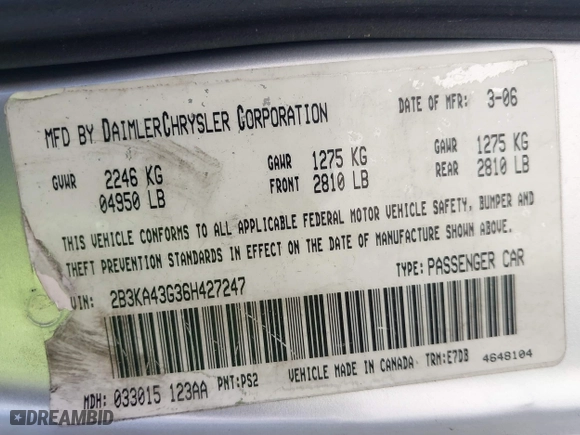 MFD BY DAIMLERCHRYSLER CORPORATION DATE OF MFR: 3-06
GVWR 2246 KG 04950 LB GAWR FRONT 1275 KG 2810 LB GAWR REAR 1275 KG 2810 LB
THIS VEHICLE CONFORMS TO ALL APPLICABLE FEDERAL MOTOR VEHICLE SAFETY, BUMPER AND
THEFT PREVENTION STANDARDS IN EFFECT ON THE DATE OF MANUFACTURE SHOWN ABOVE.
VIN: 2B3KA43G36H427247 TYPE: PASSENGER CAR
MDH: 033015 123AA PNT: PS2 VEHICLE MADE IN CANADA TRM: E7DB 4648104
DREAMBID